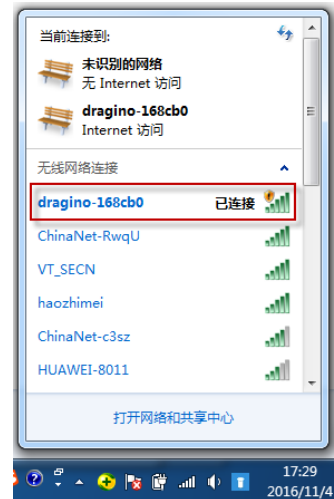 当前连接到:
未识别的网络
无 Internet 访问
dragino-168cb0
Internet 访问
无线网络连接
dragino-168cb0 已连接
ChinaNet-RwqU
VT_SECN
haozhimei
ChinaNet-c3sz
HUAWEI-8011
打开网络和共享中心
17:29
2016/11/4